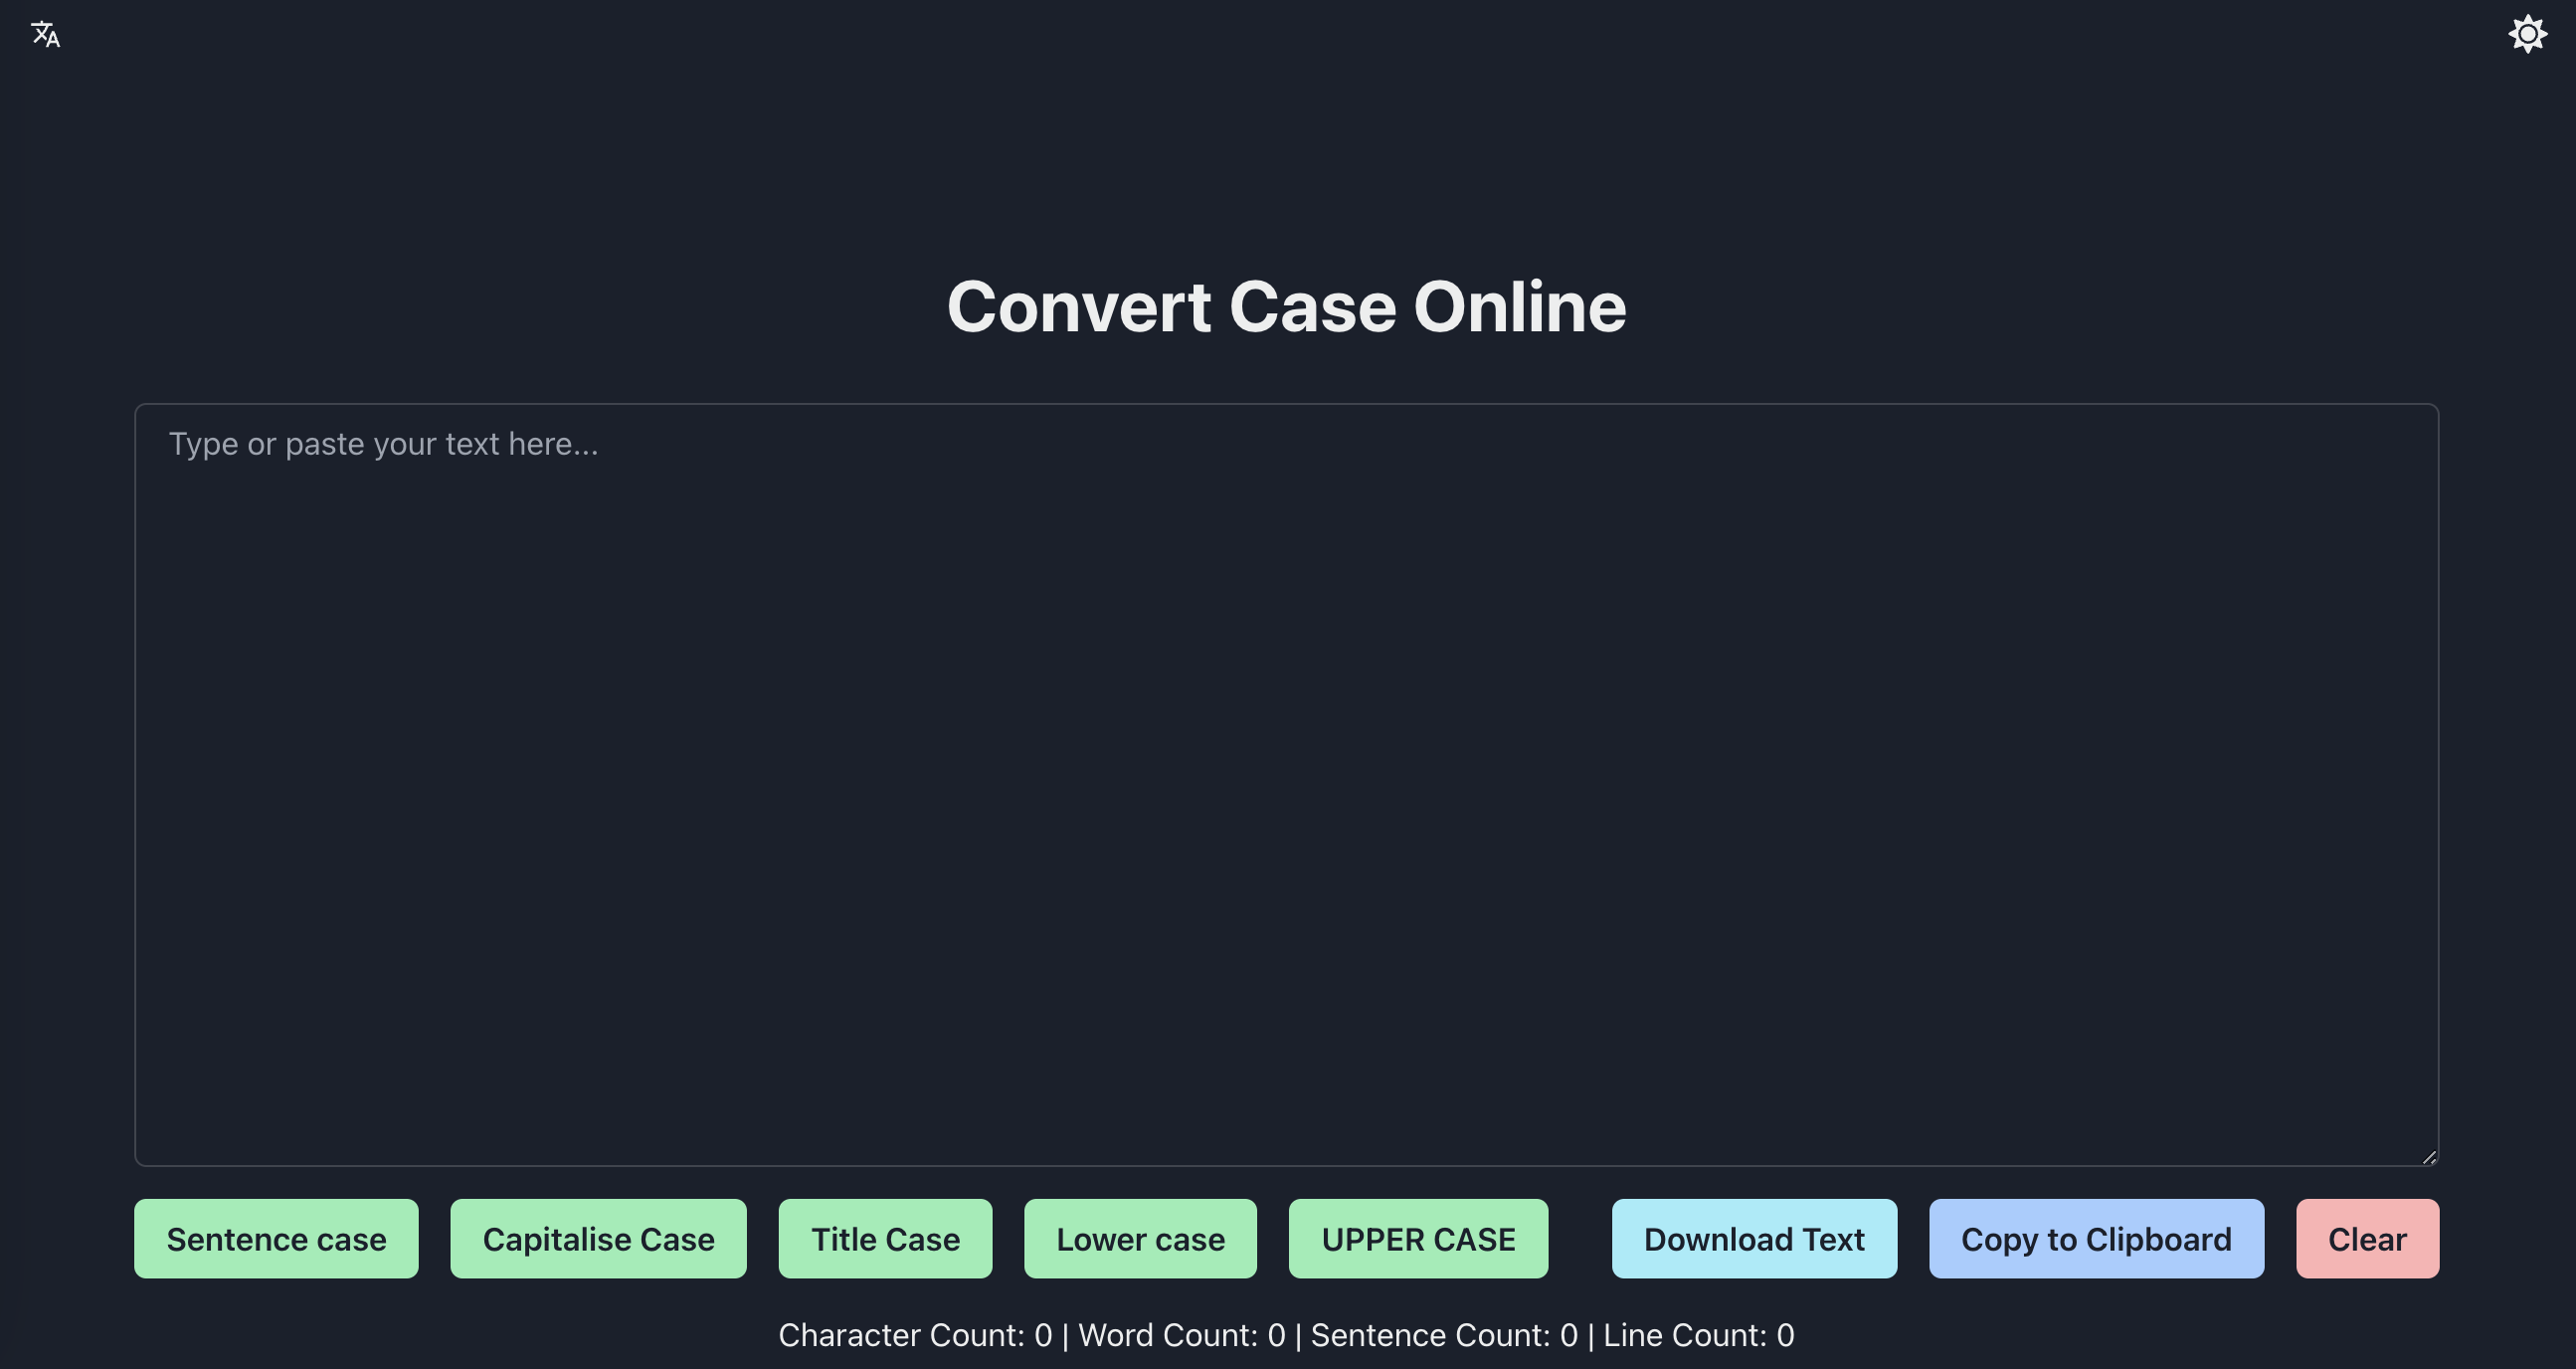 Convert Case Online
Type or paste your text here...
Sentence case Capitalise Case Title Case Lower case UPPER CASE Download Text Copy to Clipboard Clear
Character Count: 0 | Word Count: 0 | Sentence Count: 0 | Line Count: 0